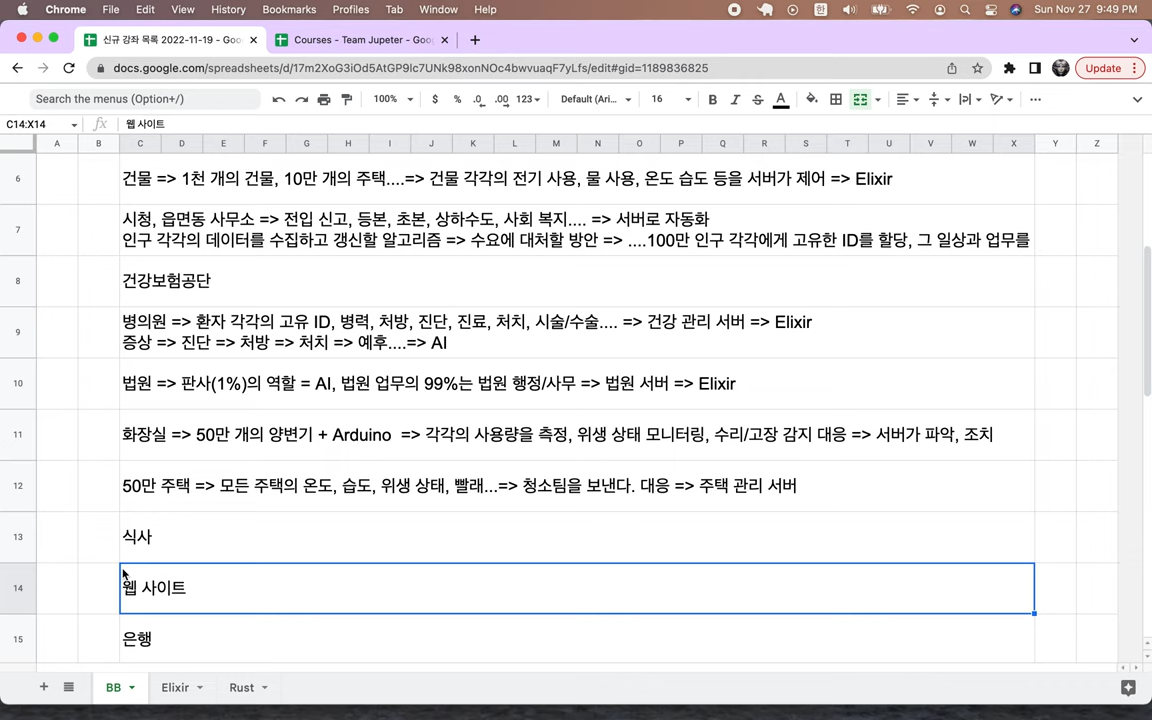 Chrome File Edit View History Bookmarks Profiles Tab Window Help
한
Sun Nov 27 9:49 PM
신규 강좌 목록 2022-11-19 - Goo
Courses - Team Jupeter - Goo
docs.google.com/spreadsheets/d/17m2XoG3iOd5AtGP9lc7UNk98xonNOc4bwvuaqF7yLfs/edit#gid=1189836825
Update
Search the menus (Option+/)
100% $ % .0 .00 123 Default (Ari... 16 B I S A
C14:X14 fx 웹 사이트
A B C D E F G H I J K L M N O P Q R S T U V W X Y Z
6 건물 => 1천 개의 건물, 10만 개의 주택....=> 건물 각각의 전기 사용, 물 사용, 온도 습도 등을 서버가 제어 => Elixir
7 시청, 읍면동 사무소 => 전입 신고, 등본, 초본, 상하수도, 사회 복지.... => 서버로 자동화
인구 각각의 데이터를 수집하고 갱신할 알고리즘 => 수요에 대처할 방안 => ....100만 인구 각각에게 고유한 ID를 할당, 그 일상과 업무를
8 건강보험공단
9 병의원 => 환자 각각의 고유 ID, 병력, 처방, 진단, 진료, 처치, 시술/수술.... => 건강 관리 서버 => Elixir
증상 => 진단 => 처방 => 처치 => 예후....=> AI
10 법원 => 판사(1%)의 역할 = AI, 법원 업무의 99%는 법원 행정/사무 => 법원 서버 => Elixir
11 화장실 => 50만 개의 양변기 + Arduino => 각각의 사용량을 측정, 위생 상태 모니터링, 수리/고장 감지 대응 => 서버가 파악, 조치
12 50만 주택 => 모든 주택의 온도, 습도, 위생 상태, 빨래...=> 청소팀을 보낸다. 대응 => 주택 관리 서버
13 식사
14 웹 사이트
15 은행
BB Elixir Rust